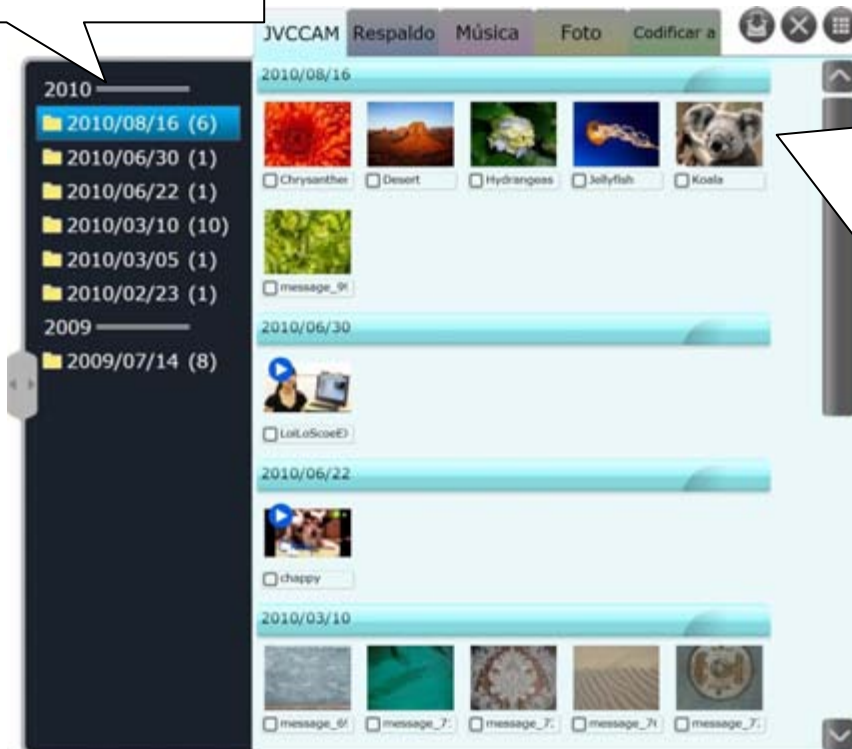 JVCCAM Respaldo Música Foto Codificar a
2010
2010/08/16 (6)
2010/06/30 (1)
2010/06/22 (1)
2010/03/10 (10)
2010/03/05 (1)
2010/02/23 (1)
2009
2009/07/14 (8)
2010/08/16
Chrysanther Desert Hydrangeas Jellyfish Koala
message_9
2010/06/30
LoiLoScoeE
2010/06/22
chappy
2010/03/10
message_6 message_7 message_7 message_7 message_7